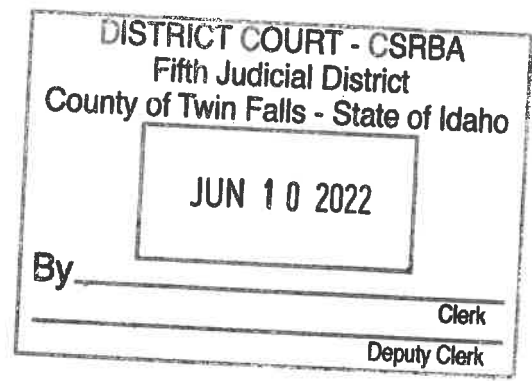 DISTRICT COURT - CSRBA
Fifth Judicial District
County of Twin Falls - State of Idaho
JUN 10 2022
By
Clerk
Deputy Clerk